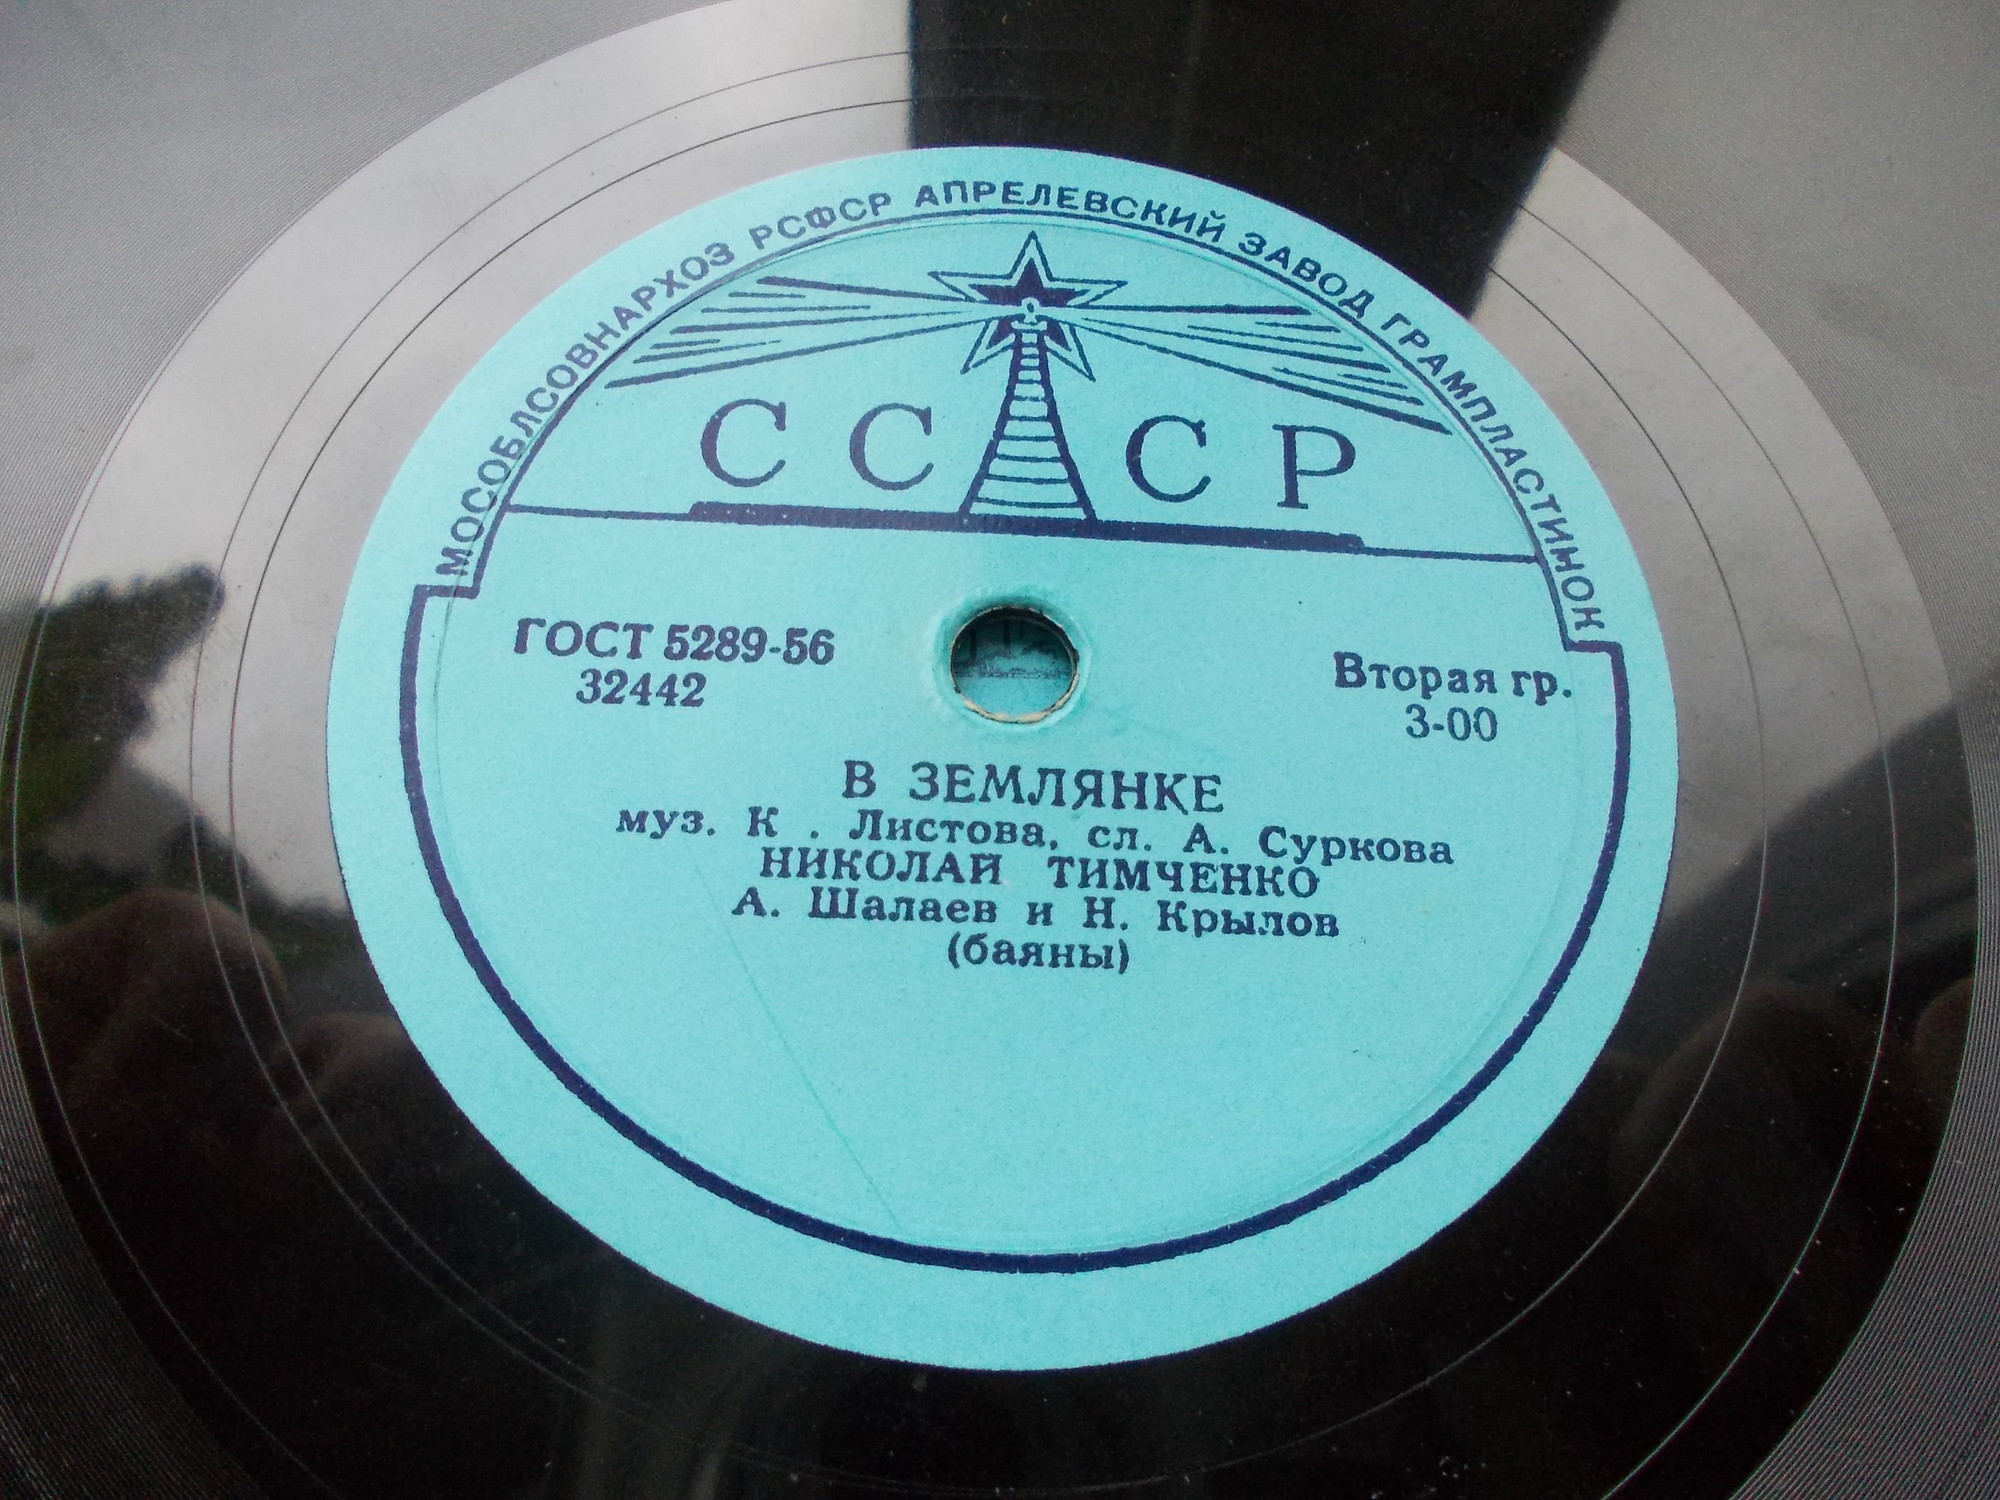 МОСОБЛСОВНАРХОЗ РСФСР АПРЕЛЕВСКИЙ ЗАВОД ГРАМПЛАСТИНОК
СССР
ГОСТ 5289-56
32442
Вторая гр.
3-00
В ЗЕМЛЯНКЕ
муз. К . Листова, сл. А. Суркова
НИКОЛАЙ ТИМЧЕНКО
А. Шалаев и Н. Крылов
(баяны)